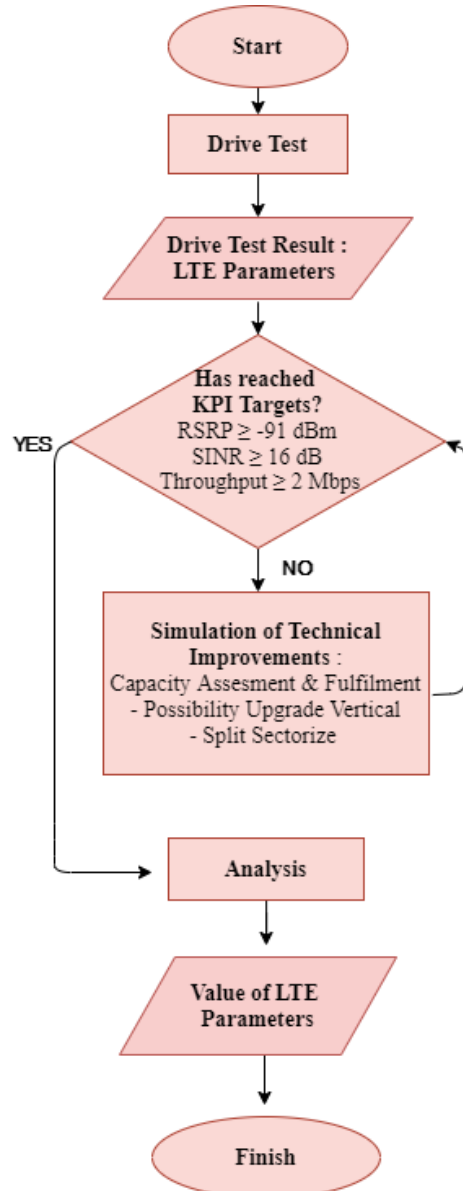 Start
Drive Test
Drive Test Result :
LTE Parameters
Has reached
KPI Targets?
RSRP ≥ -91 dBm
SINR ≥ 16 dB
Throughput ≥ 2 Mbps
YES
NO
Simulation of Technical
Improvements :
Capacity Assesment & Fulfilment
- Possibility Upgrade Vertical
- Split Sectorize
Analysis
Value of LTE
Parameters
Finish